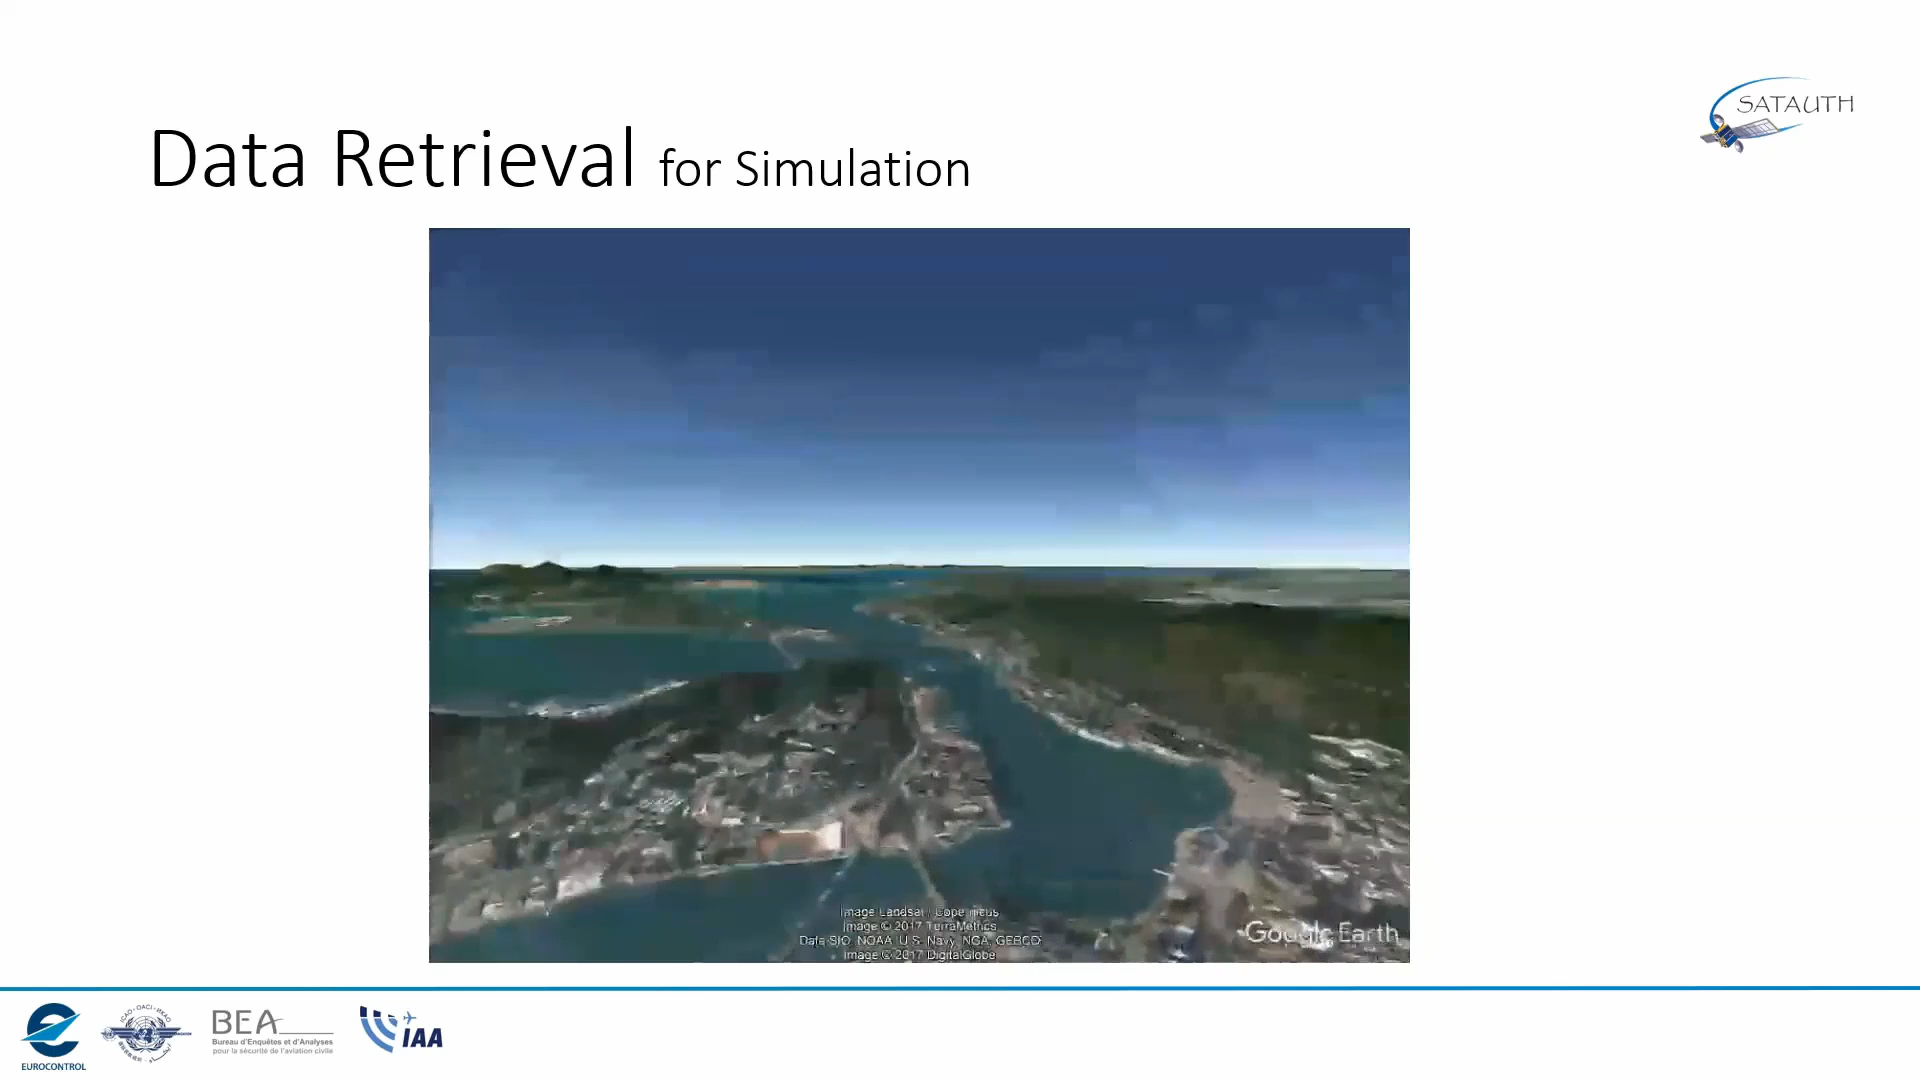 SATAUTH
Data Retrieval for Simulation
Image Landsat / Copernicus
Image © 2017 TerraMetrics
Data SIO, NOAA, U.S. Navy, NGA, GEBCO
Image © 2017 DigitalGlobe
Google Earth
EUROCONTROL
BEA
Bureau d'Enquêtes et d'Analyses
pour la sécurité de l'aviation civile
IAA